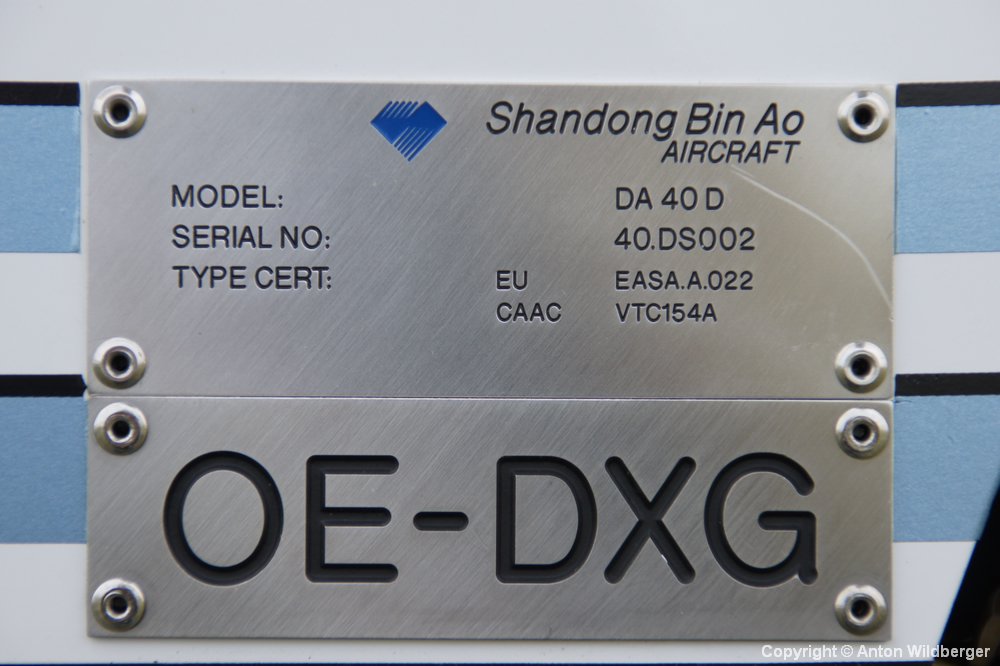 Shandong Bin Ao
AIRCRAFT
MODEL: DA 40 D
SERIAL NO: 40.DS002
TYPE CERT: EU EASA.A.022
CAAC VTC154A
OE-DXG
Copyright © Anton Wildberger